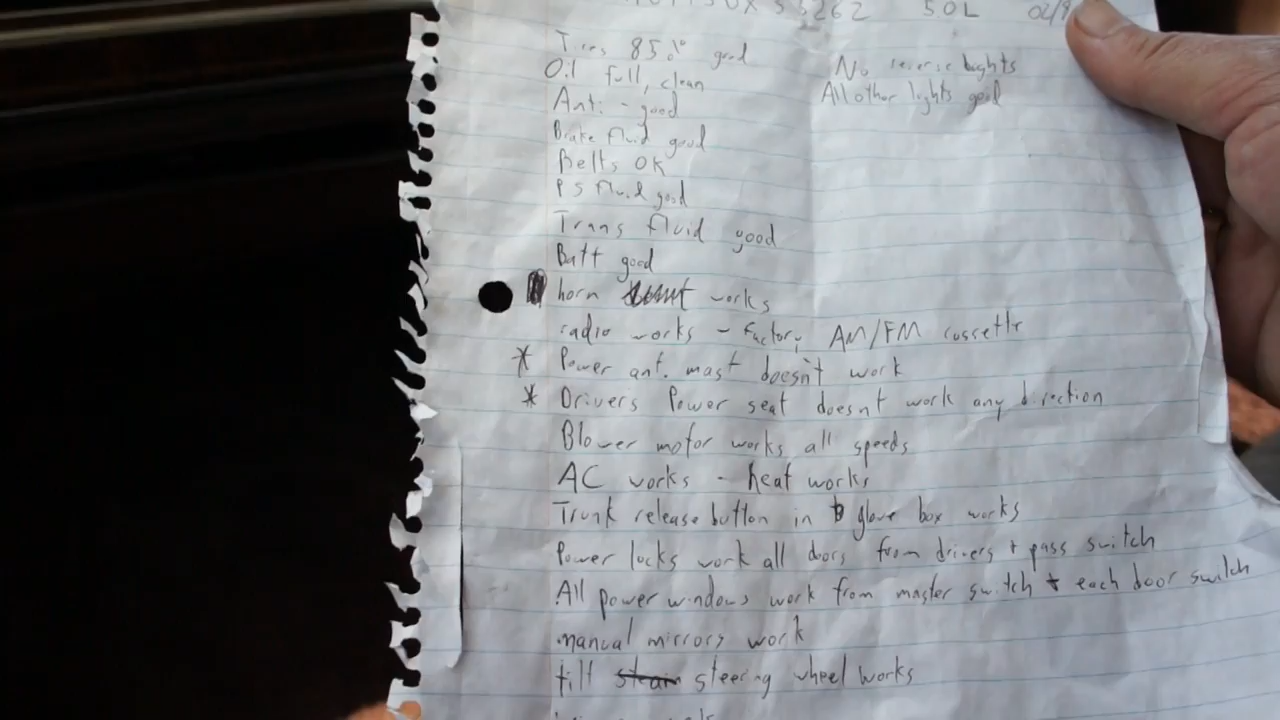 5.0L
Tires 85% good
Oil full, clean
Anti - good
Brake fluid good
Belts OK
PS fluid good
Trans fluid good
Batt good
horn works
radio works - factory AM/FM cassette
* Power ant. mast doesn't work
* Drivers Power seat doesnt work any direction
Blower motor works all speeds
AC works - heat works
Trunk release button in glove box works
Power locks work all doors from drivers + pass switch
All power windows work from master switch + each door switch
manual mirrors work
tilt steering wheel works
No reverse lights
All other lights good